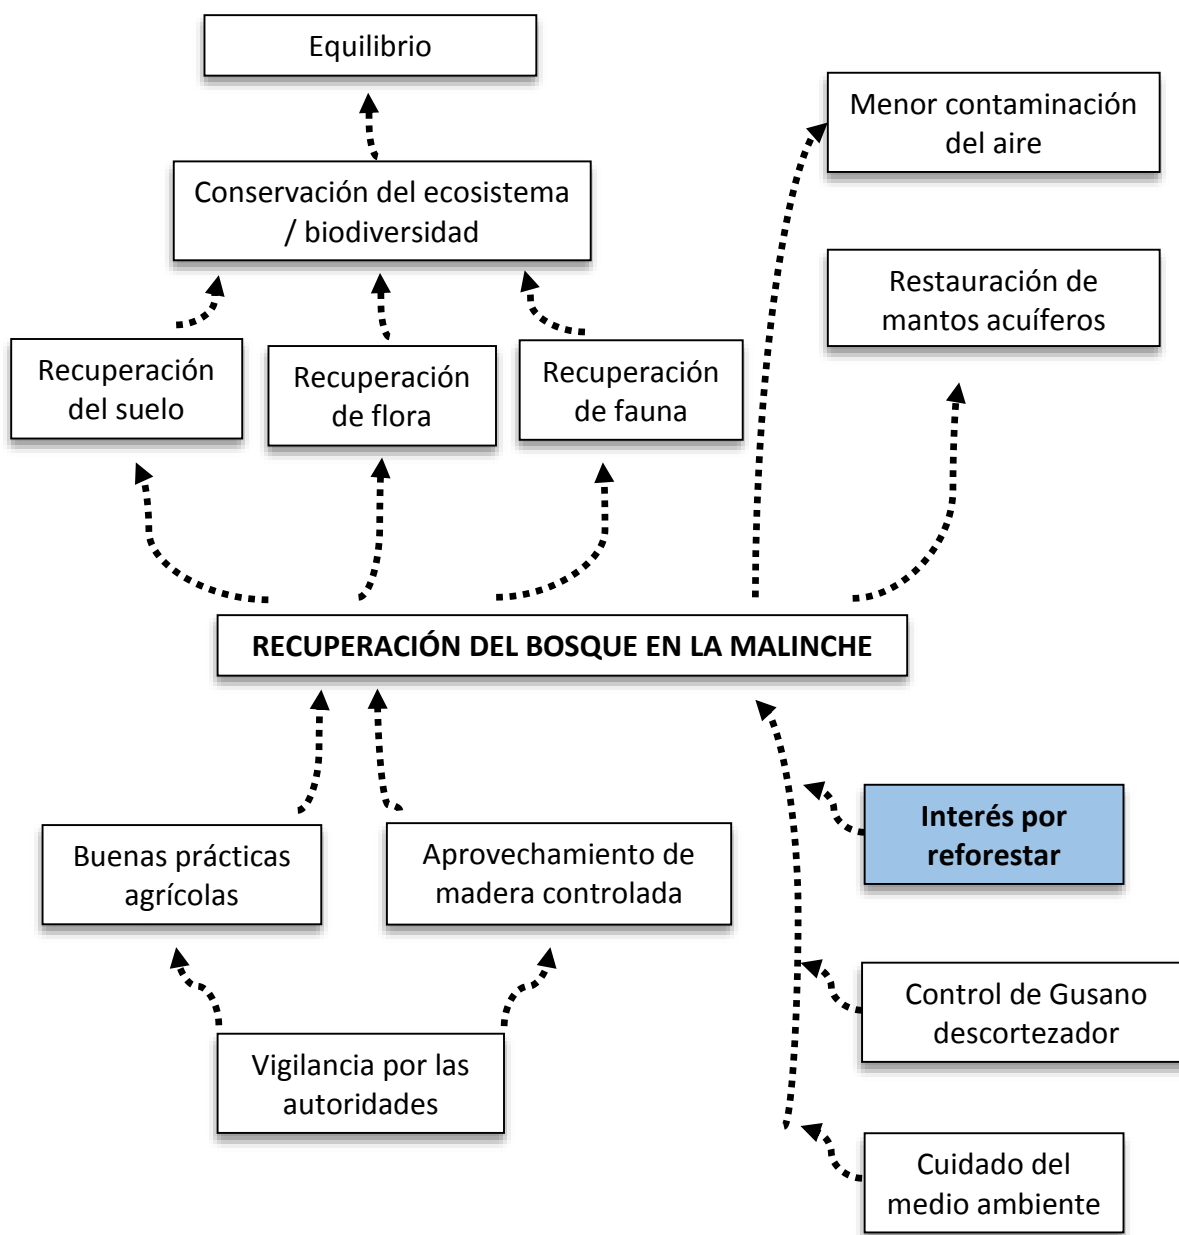 Equilibrio
Menor contaminación
del aire
Conservación del ecosistema
/ biodiversidad
Restauración de
mantos acuíferos
Recuperación
del suelo
Recuperación
de flora
Recuperación
de fauna
RECUPERACIÓN DEL BOSQUE EN LA MALINCHE
Buenas prácticas
agrícolas
Aprovechamiento de
madera controlada
Interés por
reforestar
Control de Gusano
descortezador
Vigilancia por las
autoridades
Cuidado del
medio ambiente